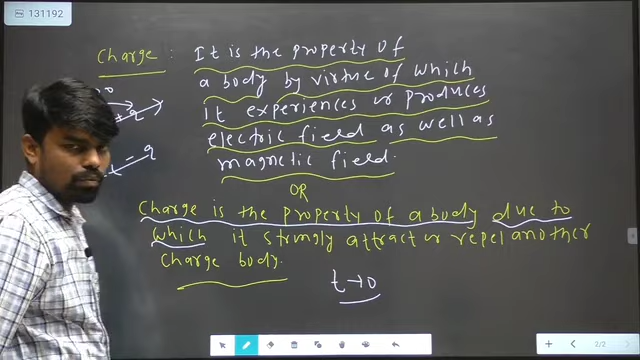 131192
Charge : It is the property of
a body by virtue of which
it experiences or produces
electric field as well as
magnetic field.
OR
Charge is the property of a body due to
which it strongly attract or repel another
charge body.
t→0
- q
2/2